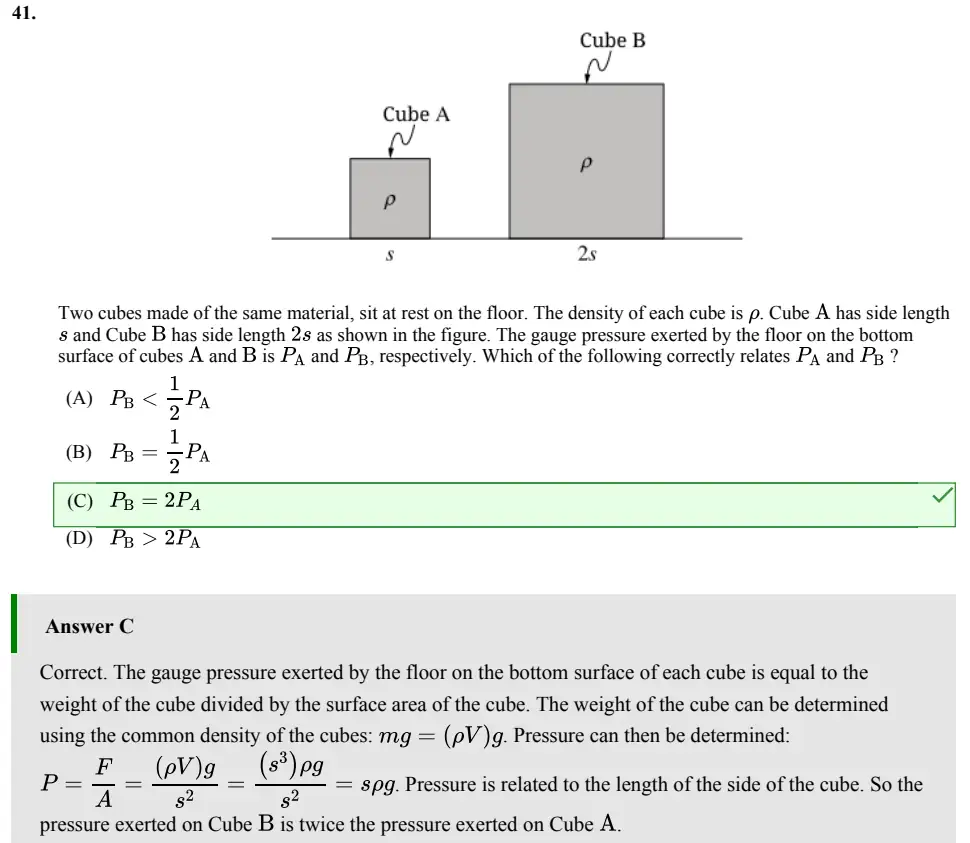 41.
Cube B
Cube A
ρ
ρ
s
2s
Two cubes made of the same material, sit at rest on the floor. The density of each cube is ρ. Cube A has side length
s and Cube B has side length 2s as shown in the figure. The gauge pressure exerted by the floor on the bottom
surface of cubes A and B is P_A and P_B, respectively. Which of the following correctly relates P_A and P_B ?
(A) P_B < 1/2 P_A
(B) P_B = 1/2 P_A
(C) P_B = 2P_A
(D) P_B > 2P_A
Answer C
Correct. The gauge pressure exerted by the floor on the bottom surface of each cube is equal to the
weight of the cube divided by the surface area of the cube. The weight of the cube can be determined
using the common density of the cubes: mg = (ρV)g. Pressure can then be determined:
P = F/A = (ρV)g/s² = (s³)ρg/s² = sρg. Pressure is related to the length of the side of the cube. So the
pressure exerted on Cube B is twice the pressure exerted on Cube A.